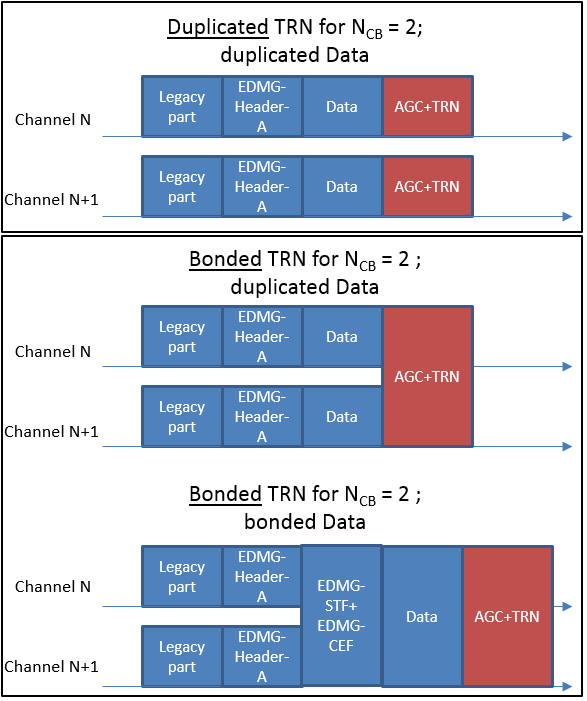 Duplicated TRN for NCB = 2;
duplicated Data
Channel N
Legacy
part
EDMG-
Header-
A
Data
AGC+TRN
Channel N+1
Legacy
part
EDMG-
Header-
A
Data
AGC+TRN
Bonded TRN for NCB = 2 ;
duplicated Data
Channel N
Legacy
part
EDMG-
Header-
A
Data
AGC+TRN
Channel N+1
Legacy
part
EDMG-
Header-
A
Data
Bonded TRN for NCB = 2 ;
bonded Data
Channel N
Legacy
part
EDMG-
Header-
A
EDMG-
STF+
EDMG-
CEF
Data
AGC+TRN
Channel N+1
Legacy
part
EDMG-
Header-
A